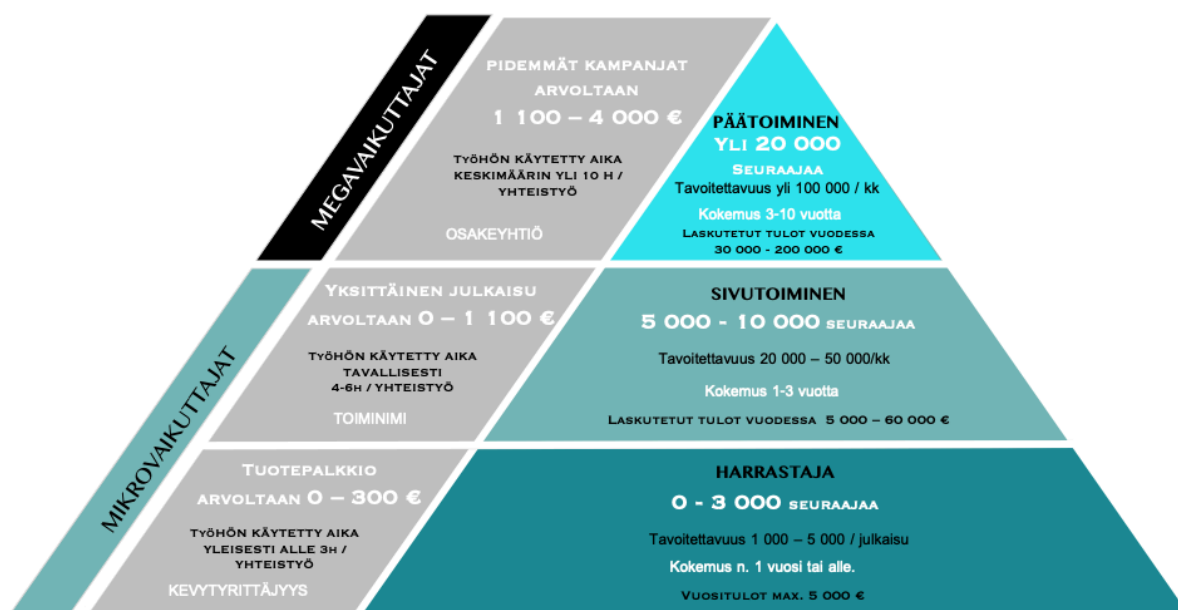 MEGAVAIKUTTAJAT
PIDEMMÄT KAMPANJAT
ARVOLTAAN
1 100 – 4 000 €
TYÖHÖN KÄYTETTY AIKA
KESKIMÄÄRIN YLI 10 H /
YHTEISTYÖ
OSAKEYHTIÖ
PÄÄTOIMINEN
YLI 20 000
SEURAAJAA
Tavoitettavuus yli 100 000 / kk
Kokemus 3-10 vuotta
LASKUTETUT TULOT VUODESSA
30 000 - 200 000 €
MIKROVAIKUTTAJAT
YKSITTÄINEN JULKAISU
ARVOLTAAN 0 – 1 100 €
TYÖHÖN KÄYTETTY AIKA
TAVALLISESTI
4-6H / YHTEISTYÖ
TOIMINIMI
SIVUTOIMINEN
5 000 - 10 000 SEURAAJAA
Tavoitettavuus 20 000 – 50 000/kk
Kokemus 1-3 vuotta
LASKUTETUT TULOT VUODESSA 5 000 – 60 000 €
TUOTEPALKKIO
ARVOLTAAN 0 – 300 €
TYÖHÖN KÄYTETTY AIKA
YLEISESTI ALLE 3H /
YHTEISTYÖ
KEVYTYRITTÄJYYS
HARRASTAJA
0 - 3 000 SEURAAJAA
Tavoitettavuus 1 000 – 5 000 / julkaisu
Kokemus n. 1 vuosi tai alle.
VUOSITULOT MAX. 5 000 €